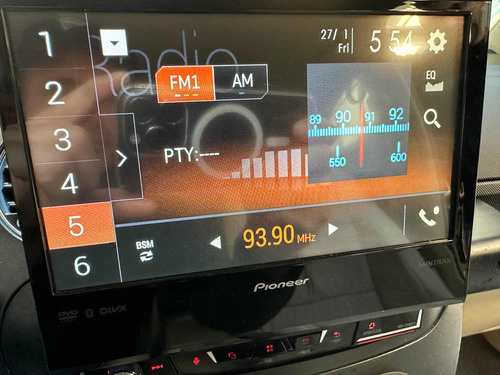 Radio
27/ 1
Fri
5 54
1
2
3
4
5
6
FM1
AM
EQ
89 90 91 92
550 600
PTY:----
BSM
93.90 MHz
Pioneer
DVD
DIVX